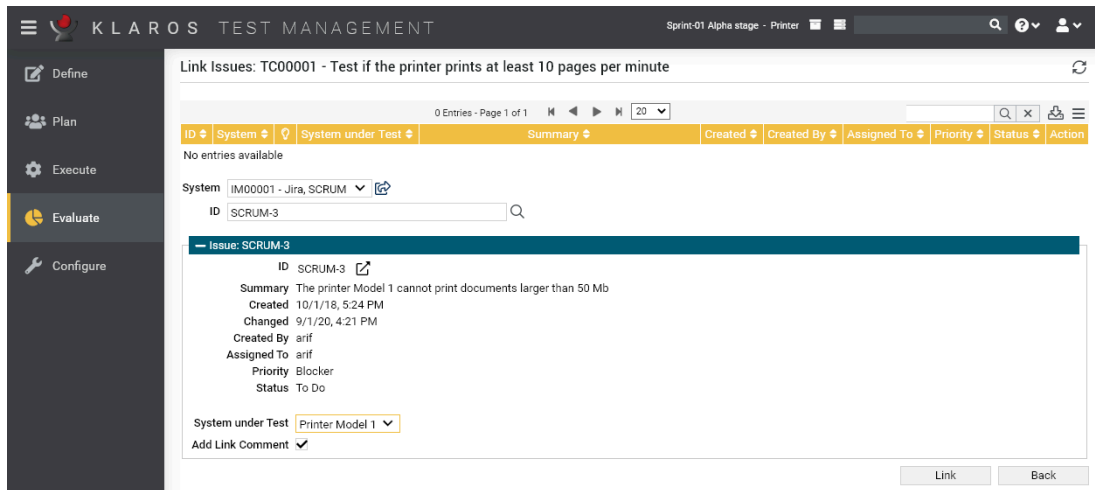 KLAROS TEST MANAGEMENT
Sprint-01 Alpha stage - Printer
Define
Plan
Execute
Evaluate
Configure
Link Issues: TC00001 - Test if the printer prints at least 10 pages per minute
0 Entries - Page 1 of 1 20
ID System System under Test Summary Created Created By Assigned To Priority Status Action
No entries available
System IM00001 - Jira, SCRUM
ID SCRUM-3
Issue: SCRUM-3
ID SCRUM-3
Summary The printer Model 1 cannot print documents larger than 50 Mb
Created 10/1/18, 5:24 PM
Changed 9/1/20, 4:21 PM
Created By arif
Assigned To arif
Priority Blocker
Status To Do
System under Test Printer Model 1
Add Link Comment
Link Back